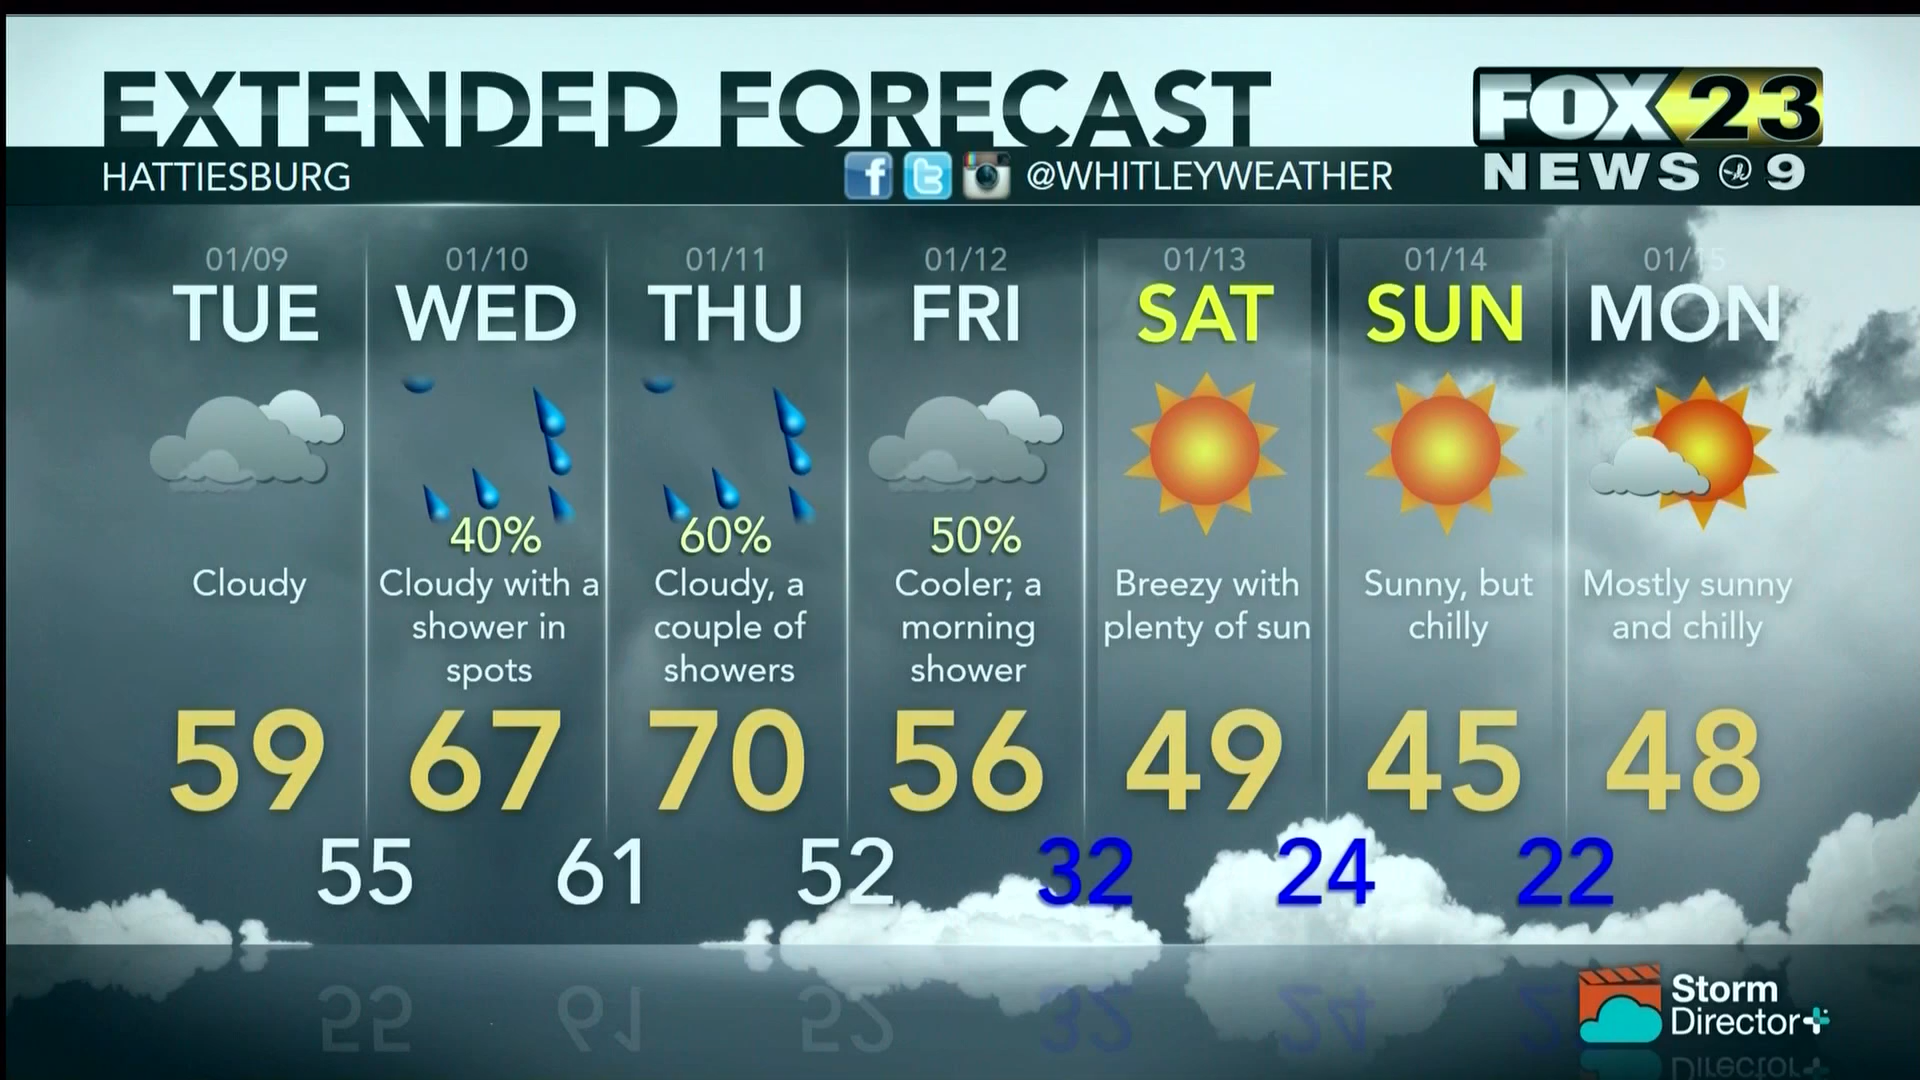 EXTENDED FORECAST
FOX 23
NEWS @ 9
HATTIESBURG
@WHITLEYWEATHER
01/09 01/10 01/11 01/12 01/13 01/14 01/15
TUE WED THU FRI SAT SUN MON
40% 60% 50%
Cloudy
Cloudy with a
shower in
spots
Cloudy, a
couple of
showers
Cooler; a
morning
shower
Breezy with
plenty of sun
Sunny, but
chilly
Mostly sunny
and chilly
59 67 70 56 49 45 48
55 61 52 32 24 22
Storm
Director+